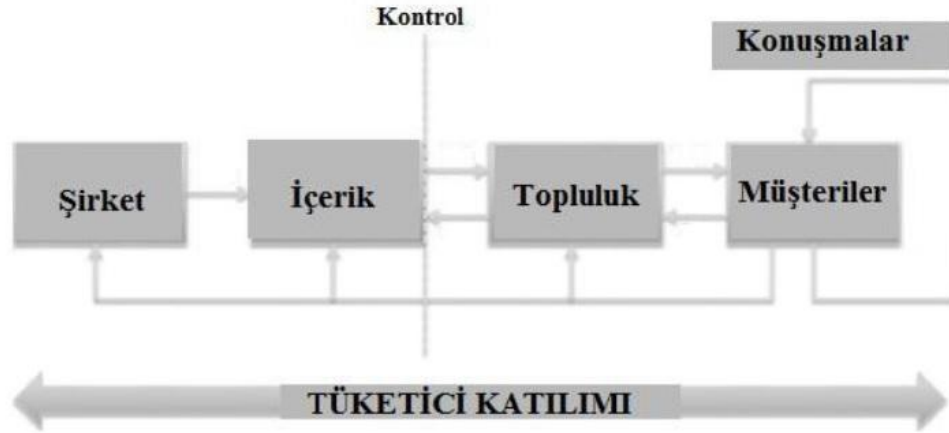 Kontrol
Konuşmalar
Şirket
İçerik
Topluluk
Müşteriler
TÜKETİCİ KATILIMI